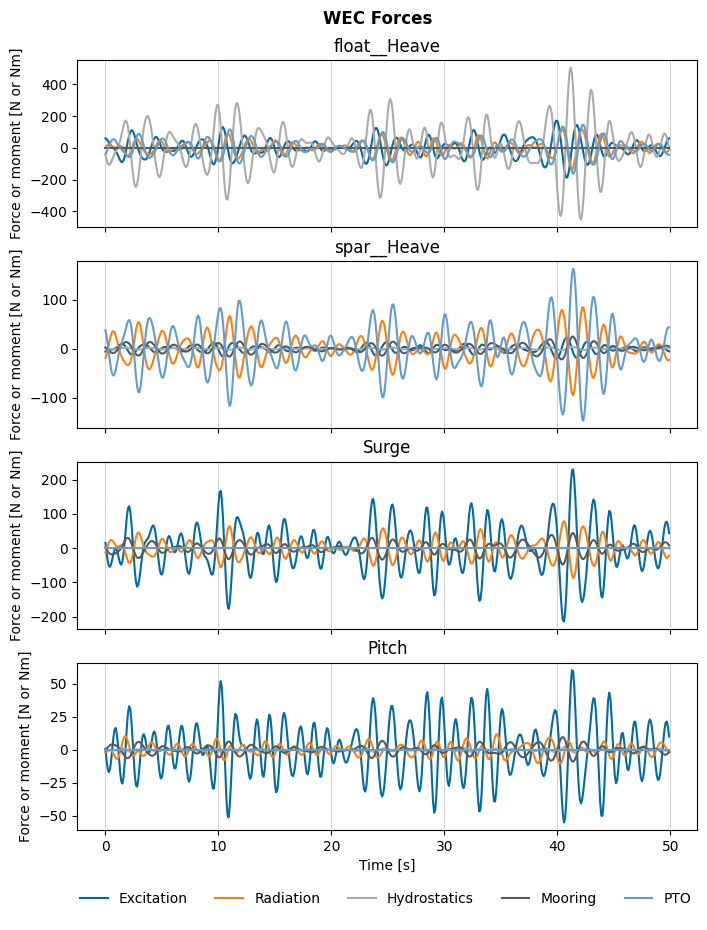 WEC Forces
float__Heave
Force or moment [N or Nm]
400
200
0
−200
−400
spar__Heave
Force or moment [N or Nm]
100
0
−100
Surge
Force or moment [N or Nm]
200
100
0
−100
−200
Pitch
Force or moment [N or Nm]
50
25
0
−25
−50
0 10 20 30 40 50
Time [s]
Excitation Radiation Hydrostatics Mooring PTO